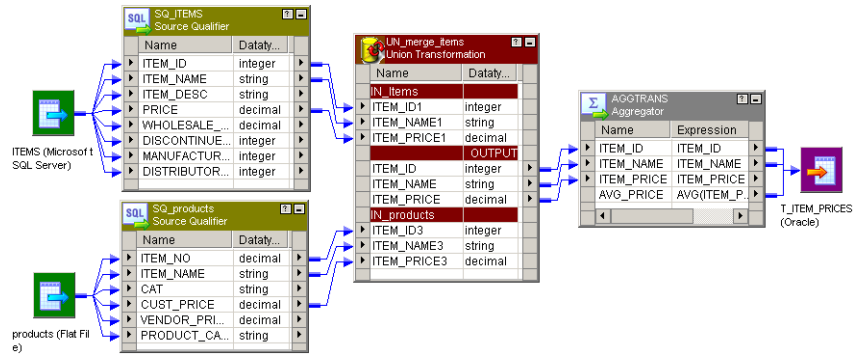 SQL SQ_ITEMS
Source Qualifier
Name Dataty...
ITEM_ID integer
ITEM_NAME string
ITEM_DESC string
PRICE decimal
WHOLESALE_... decimal
DISCONTINUE... integer
MANUFACTUR... integer
DISTRIBUTOR... integer
ITEMS (Microsof t
SQL Server)
SQL SQ_products
Source Qualifier
Name Dataty...
ITEM_NO decimal
ITEM_NAME string
CAT string
CUST_PRICE decimal
VENDOR_PRI... decimal
PRODUCT_CA... string
products (Flat Fil
e)
UN_merge_items
Union Transformation
Name Dataty...
IN_Items
ITEM_ID1 integer
ITEM_NAME1 string
ITEM_PRICE1 decimal
OUTPUT
ITEM_ID integer
ITEM_NAME string
ITEM_PRICE decimal
IN_products
ITEM_ID3 integer
ITEM_NAME3 string
ITEM_PRICE3 decimal
Σ AGGTRANS
Aggregator
Name Expression
ITEM_ID ITEM_ID
ITEM_NAME ITEM_NAME
ITEM_PRICE ITEM_PRICE
AVG_PRICE AVG(ITEM_P...
T_ITEM_PRICES
(Oracle)